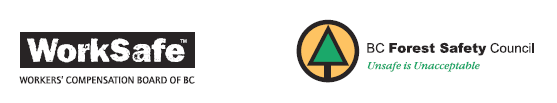 WorkSafe™
WORKERS' COMPENSATION BOARD OF BC
BC Forest Safety Council
Unsafe is Unacceptable